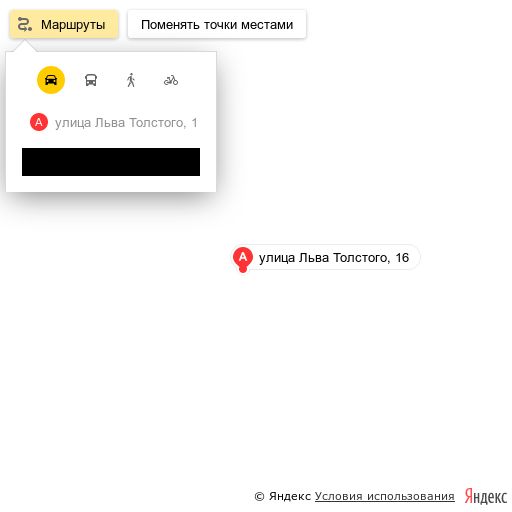 Маршруты
Поменять точки местами
А улица Льва Толстого, 1
А улица Льва Толстого, 16
© Яндекс Условия использования Яндекс